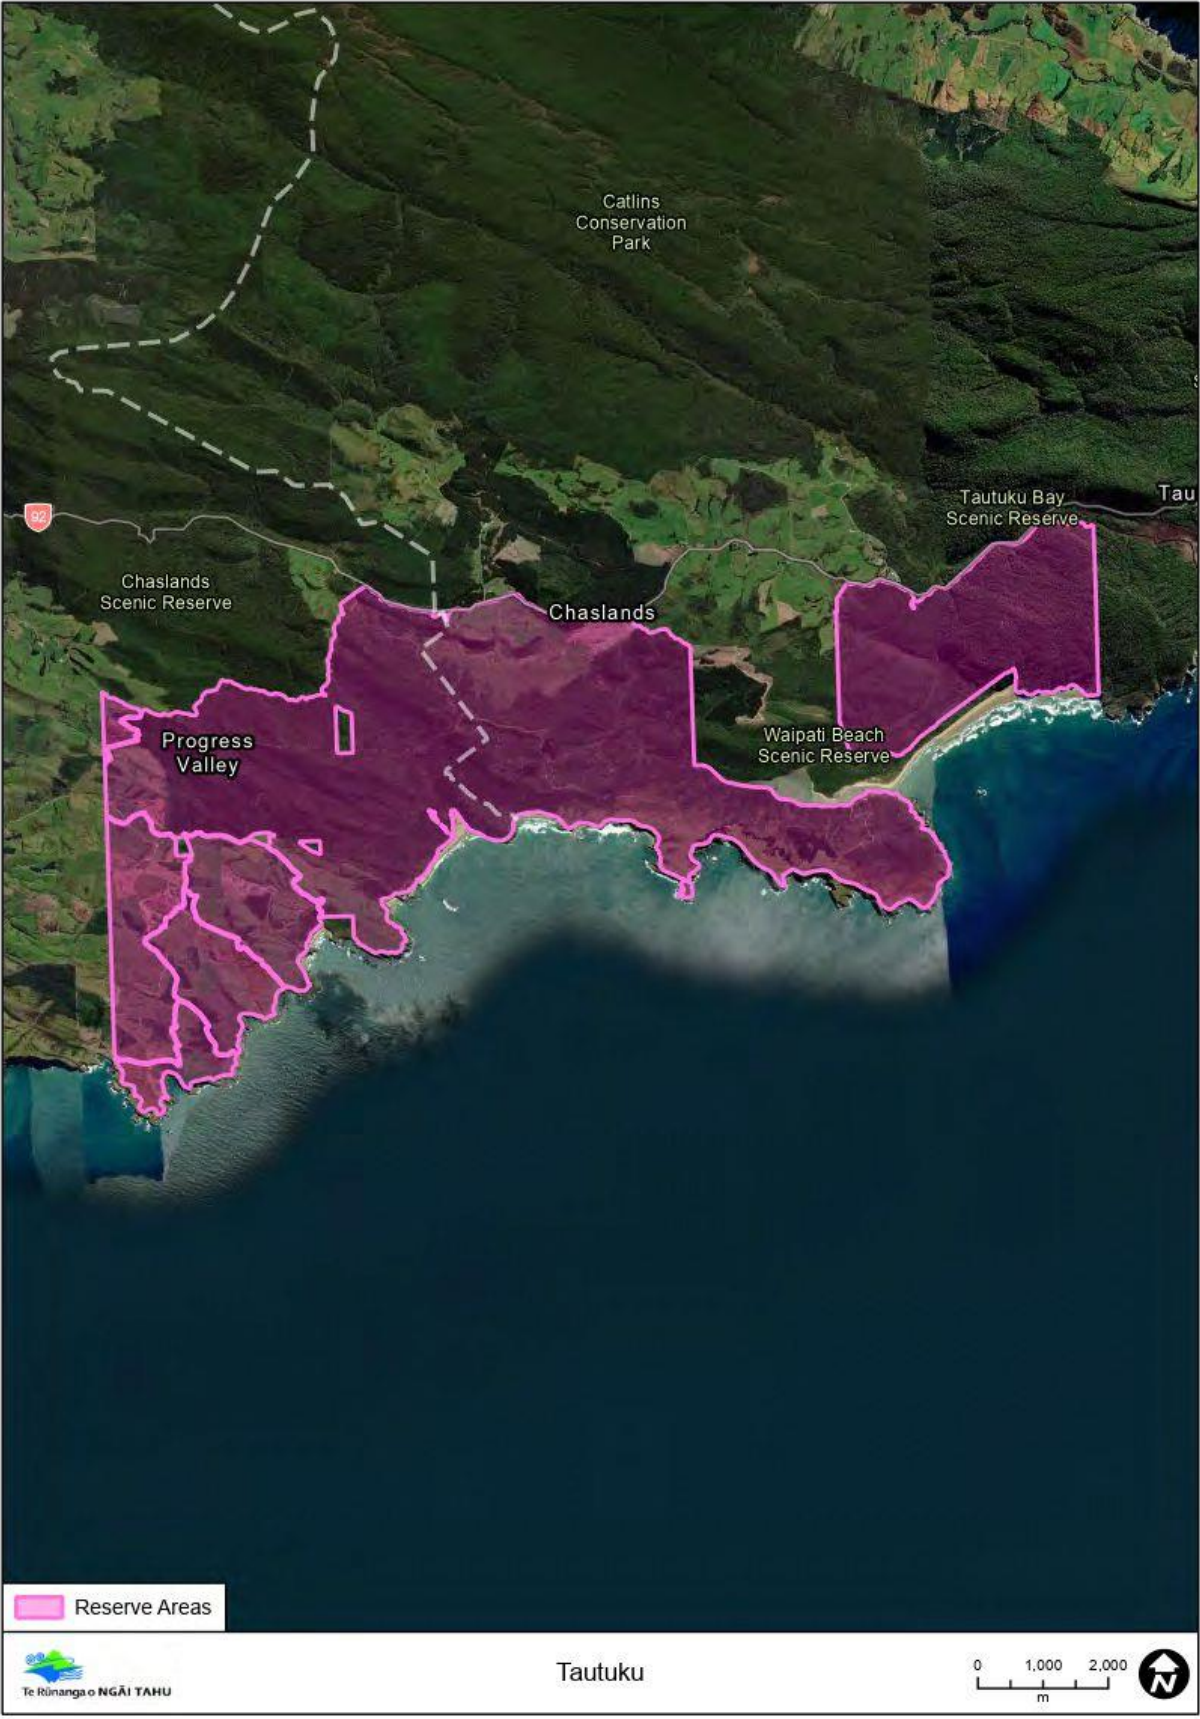 Catlins
Conservation
Park
92
Tautuku Bay
Scenic Reserve
Tau
Chaslands
Scenic Reserve
Chaslands
Progress
Valley
Waipati Beach
Scenic Reserve
Reserve Areas
Te Rūnanga o NGĀI TAHU
Tautuku
0 1,000 2,000
m
N